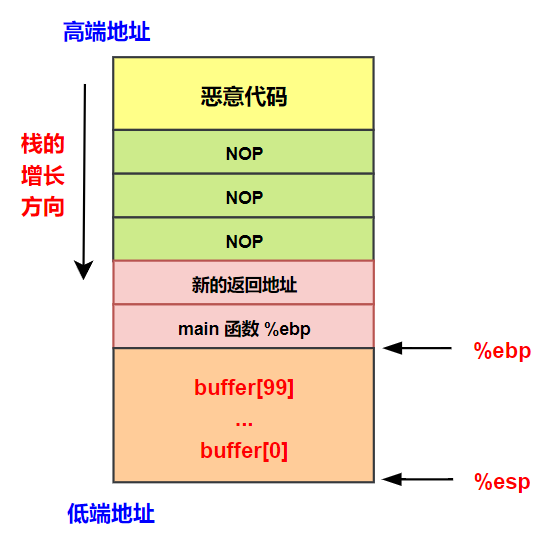 高端地址
恶意代码
栈的
增长
方向
NOP
NOP
NOP
新的返回地址
main 函数 %ebp
%ebp
buffer[99]
...
buffer[0]
%esp
低端地址